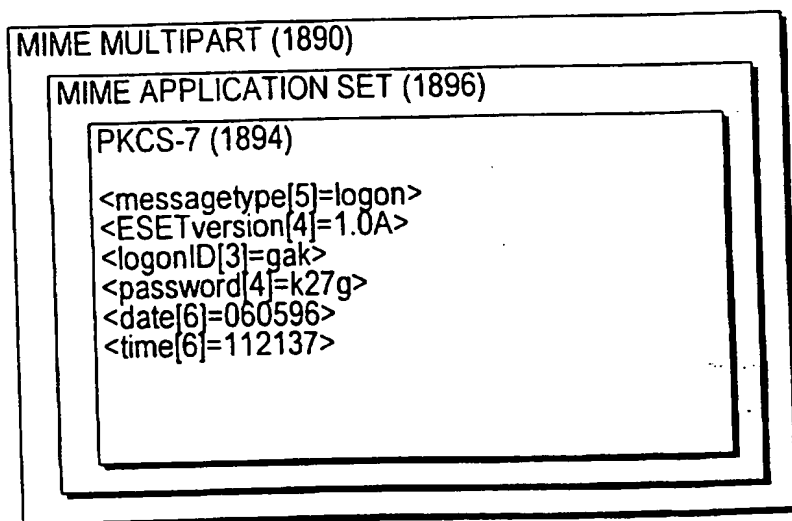 MIME MULTIPART (1890)
MIME APPLICATION SET (1896)
PKCS-7 (1894)
<messagetype[5]=logon>
<ESETversion[4]=1.0A>
<logonID[3]=gak>
<password[4]=k27g>
<date[6]=060596>
<time[6]=112137>